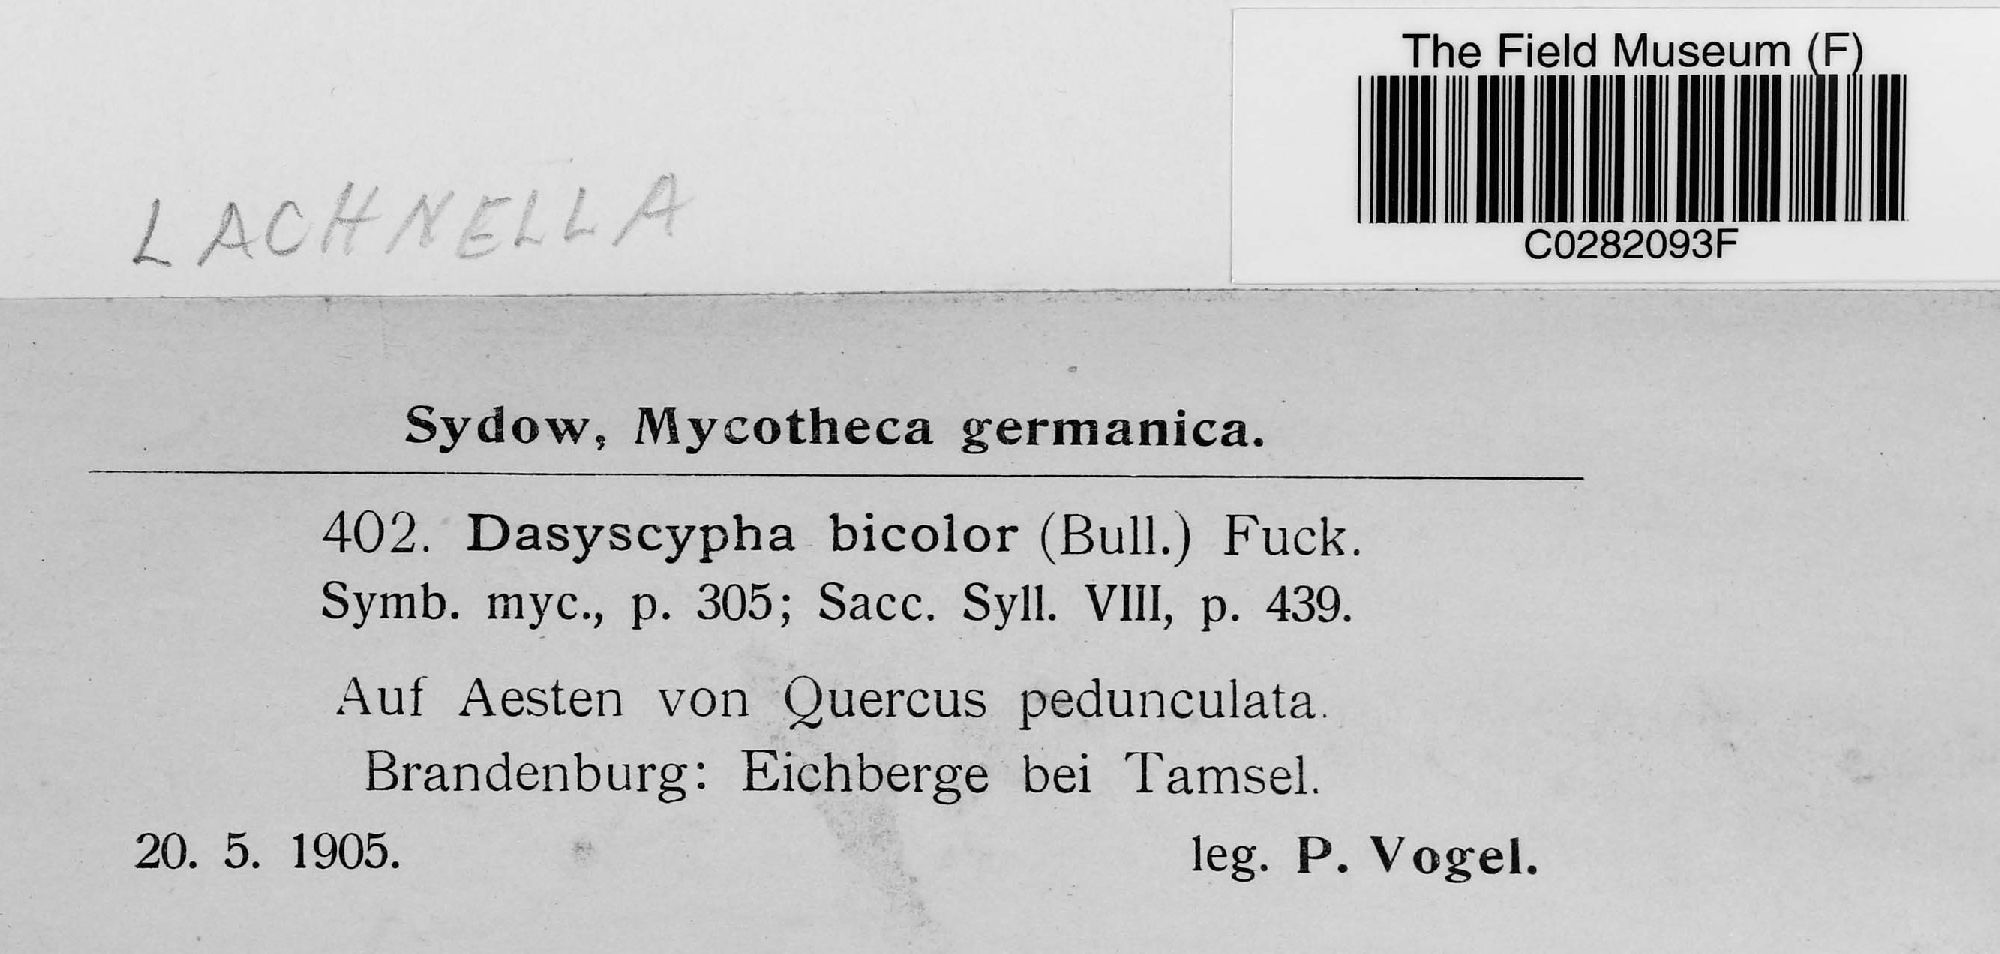 The Field Museum (F)
C0282093F
LACHNELLA
Sydow, Mycotheca germanica.
402. Dasyscypha bicolor (Bull.) Fuck.
Symb. myc., p. 305; Sacc. Syll. VIII, p. 439.
Auf Aesten von Quercus pedunculata.
Brandenburg: Eichberge bei Tamsel.
20. 5. 1905. leg. P. Vogel.